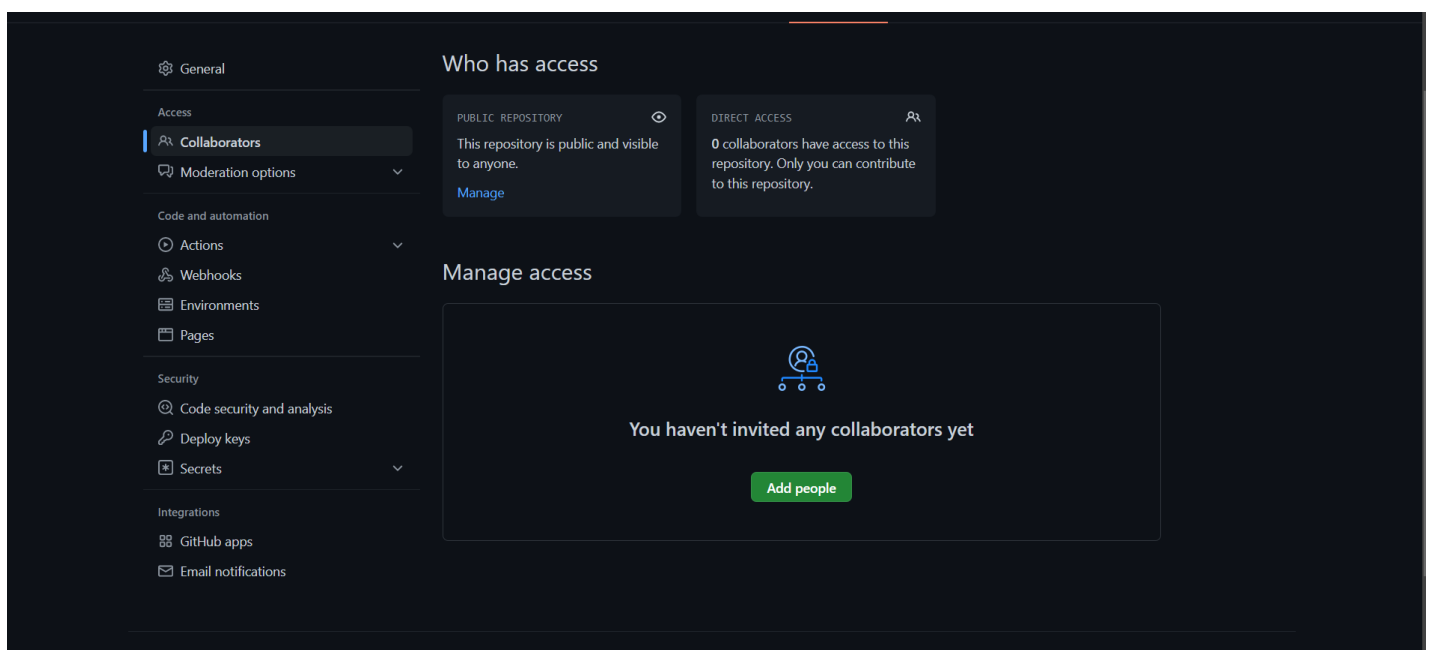 General
Access
Collaborators
Moderation options
Code and automation
Actions
Webhooks
Environments
Pages
Security
Code security and analysis
Deploy keys
Secrets
Integrations
GitHub apps
Email notifications
Who has access
PUBLIC REPOSITORY
This repository is public and visible
to anyone.
Manage
DIRECT ACCESS
0 collaborators have access to this
repository. Only you can contribute
to this repository.
Manage access
You haven't invited any collaborators yet
Add people